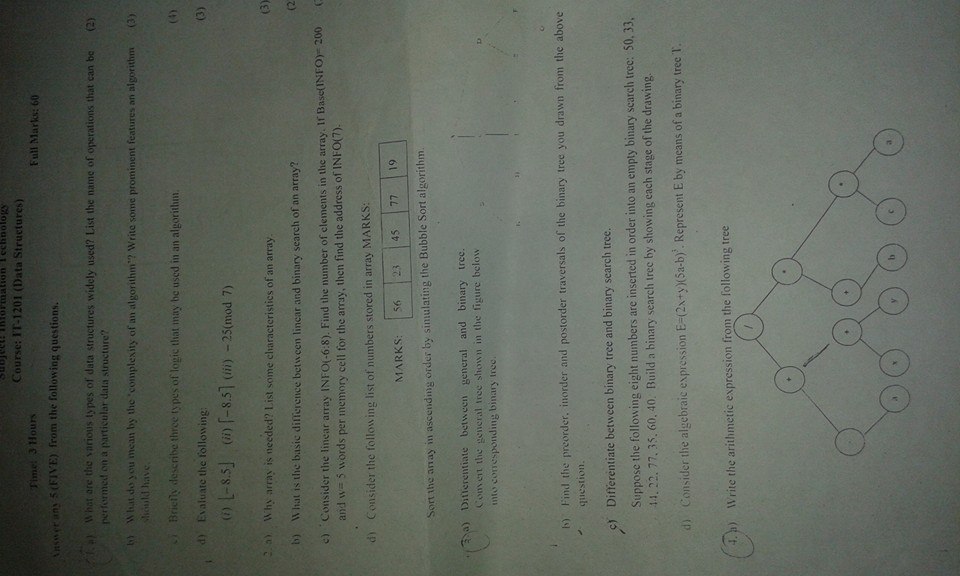 Subject: Information Technology
Course: IT-1201 (Data Structures)
Time: 3 Hours Full Marks: 60
Answer any 5 (FIVE) from the following questions.
1. a) What are the various types of data structures widely used? List the name of operations that can be (2)
performed on a particular data structure?
b) What do you mean by the 'complexity of an algorithm'? Write some prominent features an algorithm (3)
should have.
c) Briefly describe three types of logic that may be used in an algorithm. (4)
d) Evaluate the following: (3)
(i) ⌊−8.5⌋ (ii) ⌈−8.5⌉ (iii) −25(mod 7)
2. a) Why array is needed? List some characteristics of an array. (3)
b) What is the basic difference between linear and binary search of an array? (2
c) Consider the linear array INFO(-6:8). Find the number of elements in the array. If Base(INFO)= 200
and w= 5 words per memory cell for the array, then find the address of INFO(7).
d) Consider the following list of numbers stored in array MARKS:
MARKS: 56 23 45 77 19
Sort the array in ascending order by simulating the Bubble Sort algorithm.
3. a) Differentiate between general and binary tree.
Convert the general tree shown in the figure below
into corresponding binary tree.
b) Find the preorder, inorder and postorder traversals of the binary tree you drawn from the above
question.
c) Differentiate between binary tree and binary search tree.
Suppose the following eight numbers are inserted in order into an empty binary search tree: 50, 33,
44, 22, 77, 35, 60, 40. Build a binary search tree by showing each stage of the drawing.
d) Consider the algebraic expression E=(2x+y)(5a-b)³. Represent E by means of a binary tree T.
4. a) Write the arithmetic expression from the following tree
/
+
+
a
x
y
b
c
a